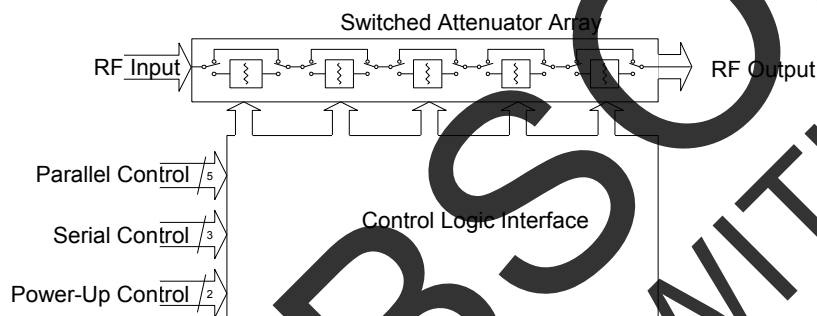 Switched Attenuator Array
RF Input
RF Output
Parallel Control 5
Control Logic Interface
Serial Control 3
Power-Up Control 2